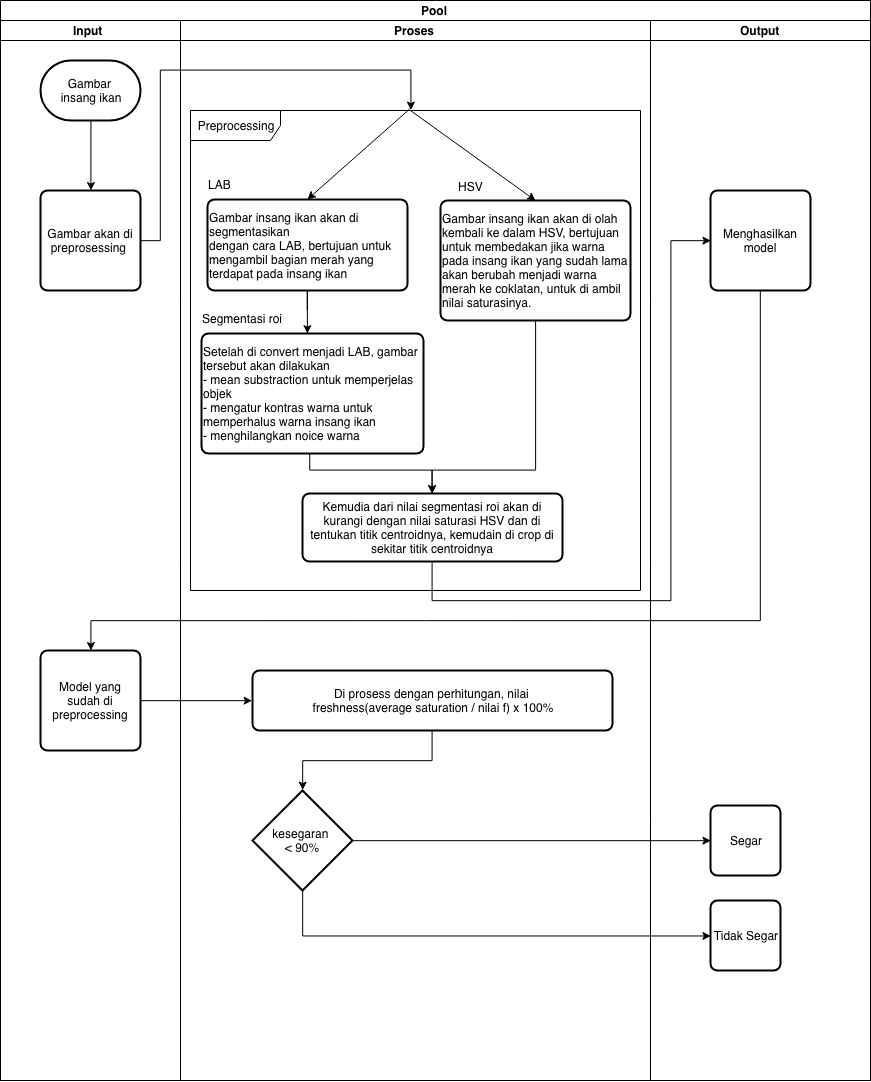 Pool
Input
Proses
Output
Gambar
insang ikan
Gambar akan di
preprosessing
Preprocessing
LAB
Gambar insang ikan akan di
segmentasikan
dengan cara LAB, bertujuan untuk
mengambil bagian merah yang
terdapat pada insang ikan
HSV
Gambar insang ikan akan di olah
kembali ke dalam HSV, bertujuan
untuk membedakan jika warna
pada insang ikan yang sudah lama
akan berubah menjadi warna
merah ke coklatan, untuk di ambil
nilai saturasinya.
Menghasilkan
model
Segmentasi roi
Setelah di convert menjadi LAB, gambar
tersebut akan dilakukan
- mean substraction untuk memperjelas
objek
- mengatur kontras warna untuk
memperhalus warna insang ikan
- menghilangkan noice warna
Kemudia dari nilai segmentasi roi akan di
kurangi dengan nilai saturasi HSV dan di
tentukan titik centroidnya, kemudain di crop di
sekitar titik centroidnya
Model yang
sudah di
preprocessing
Di prosess dengan perhitungan, nilai
freshness(average saturation / nilai f) x 100%
kesegaran
< 90%
Segar
Tidak Segar